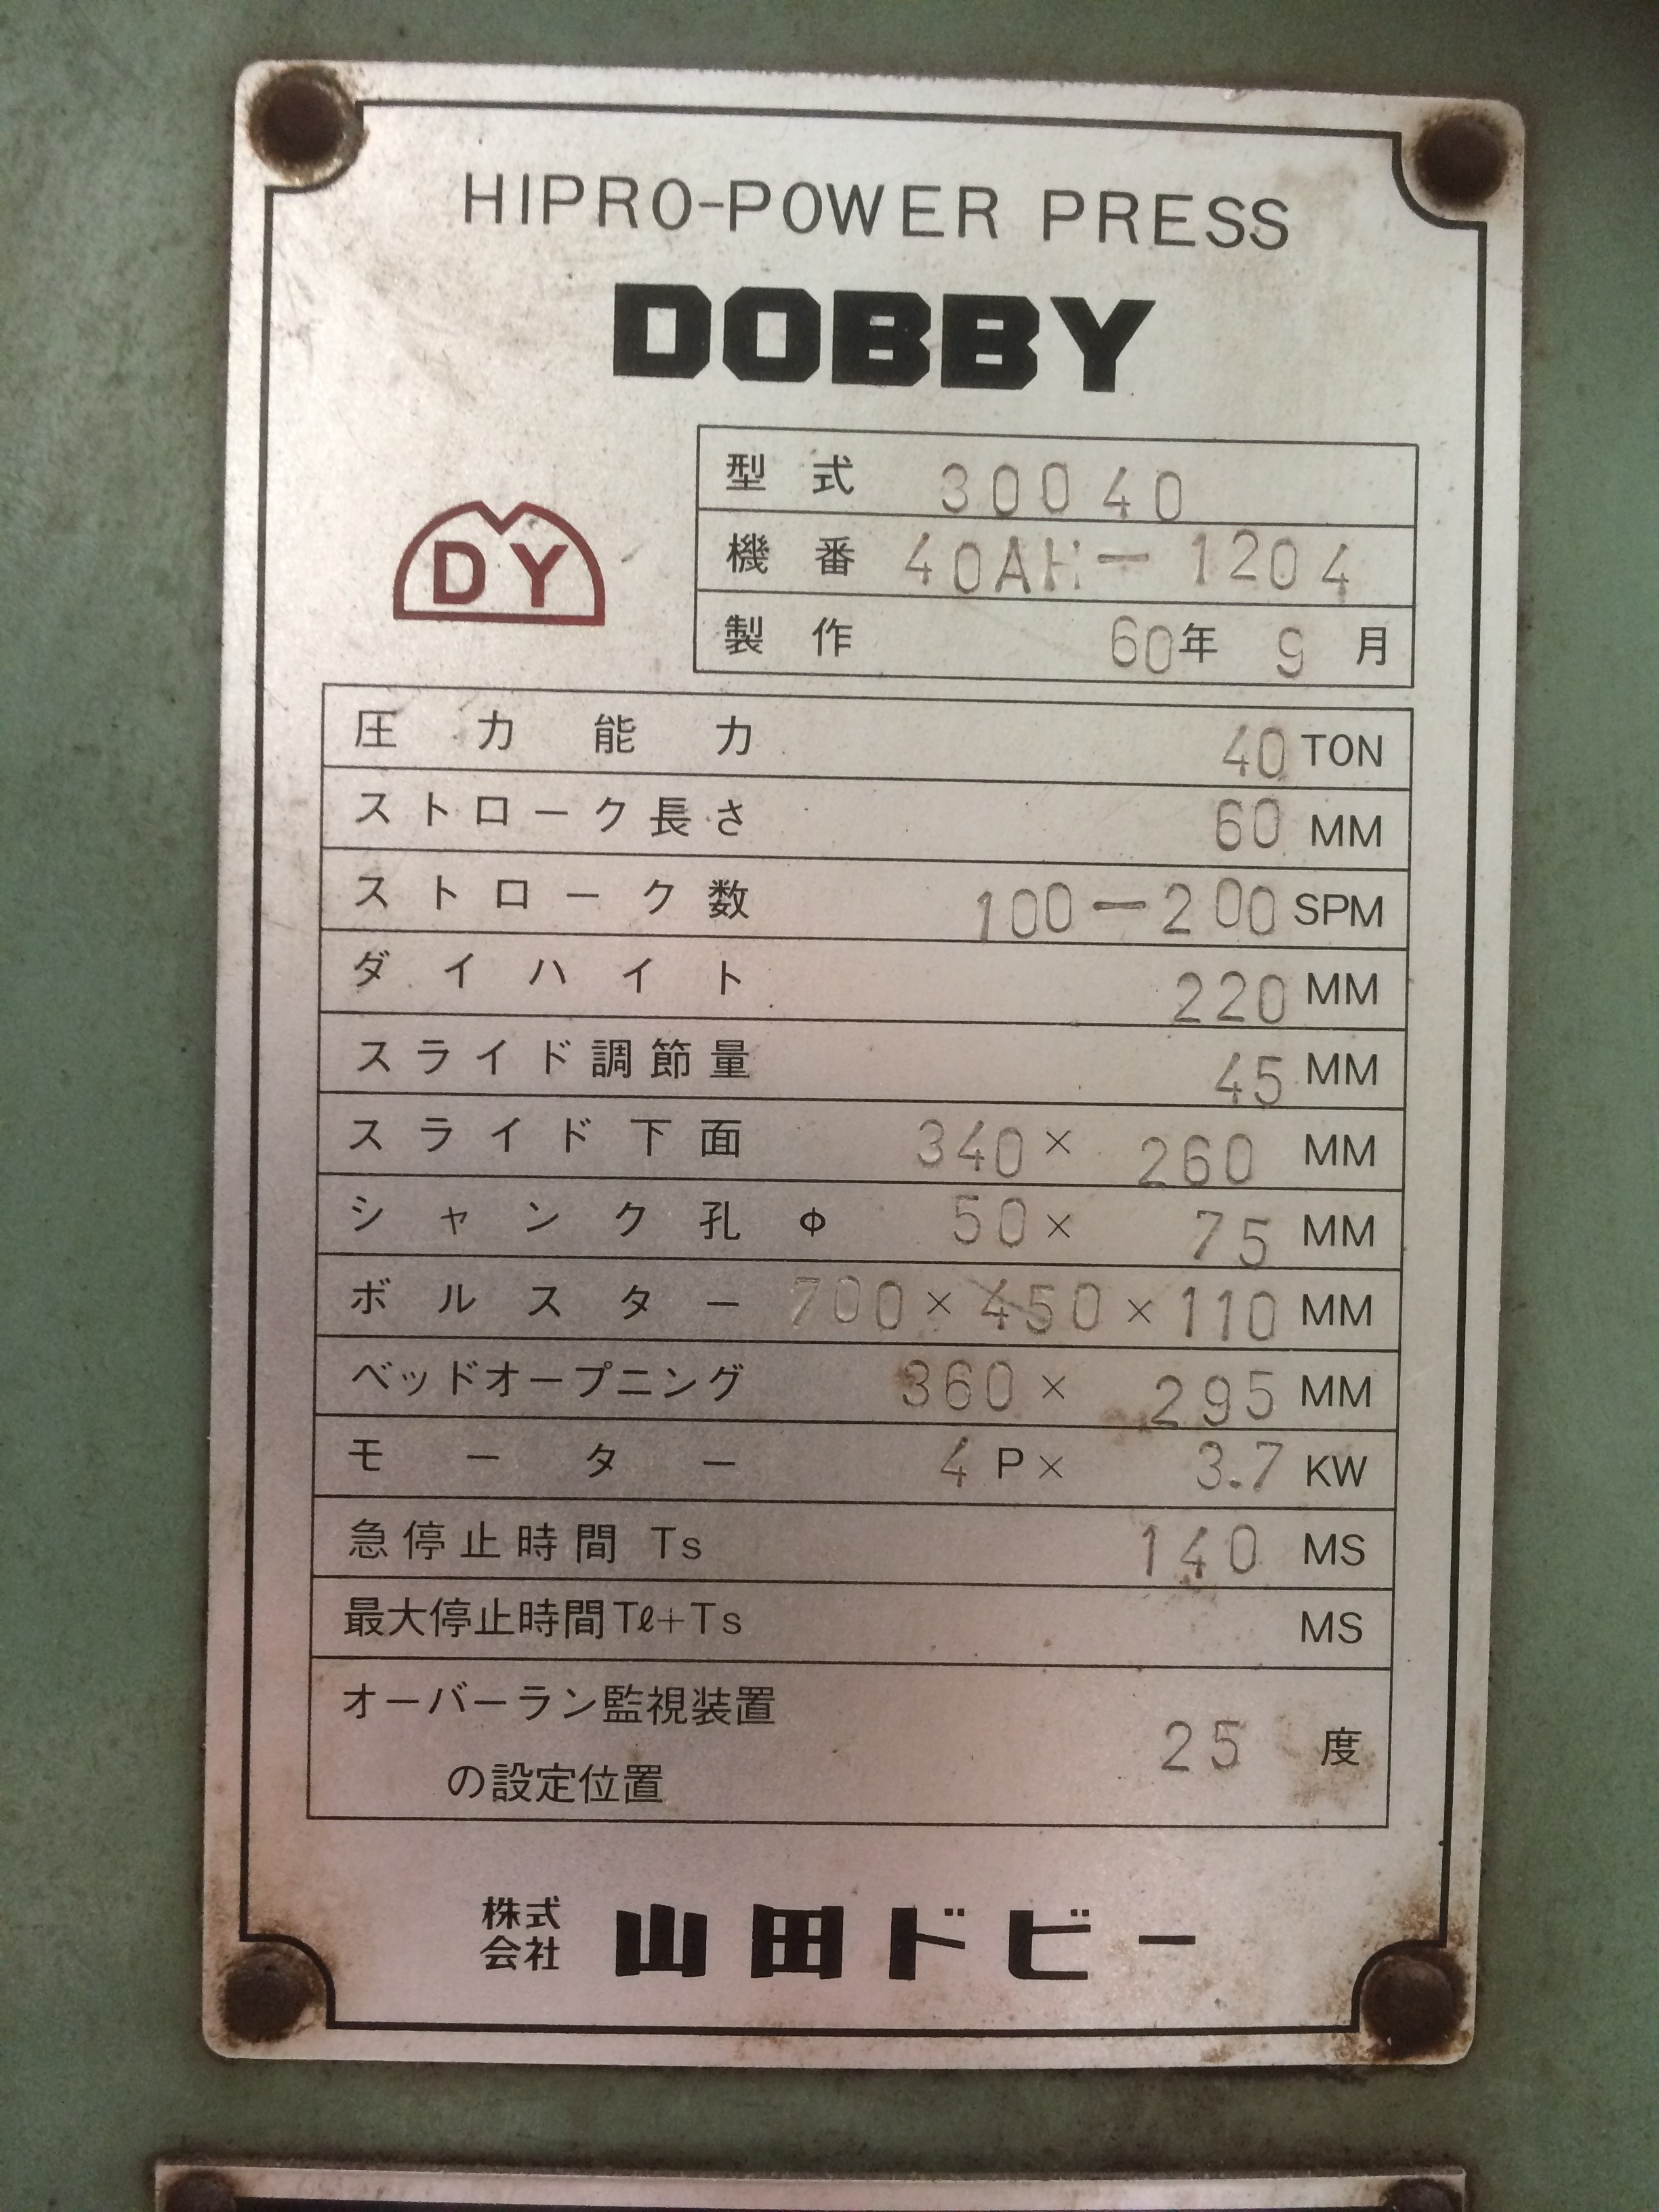 HIPRO-POWER PRESS
DOBBY
DY
型式 30040
機番 40AH-1204
製作 60年 9月
圧力能力 40 TON
ストローク長さ 60 MM
ストローク数 100-200 SPM
ダイハイト 220 MM
スライド調節量 45 MM
スライド下面 340 × 260 MM
シャンク孔 φ 50 × 75 MM
ボルスター 700 × 450 × 110 MM
ベッドオープニング 360 × 295 MM
モーター 4 P × 3.7 KW
急停止時間 Ts 140 MS
最大停止時間Tℓ+Ts MS
オーバーラン監視装置
の設定位置 25 度
株式会社 山田ドビー